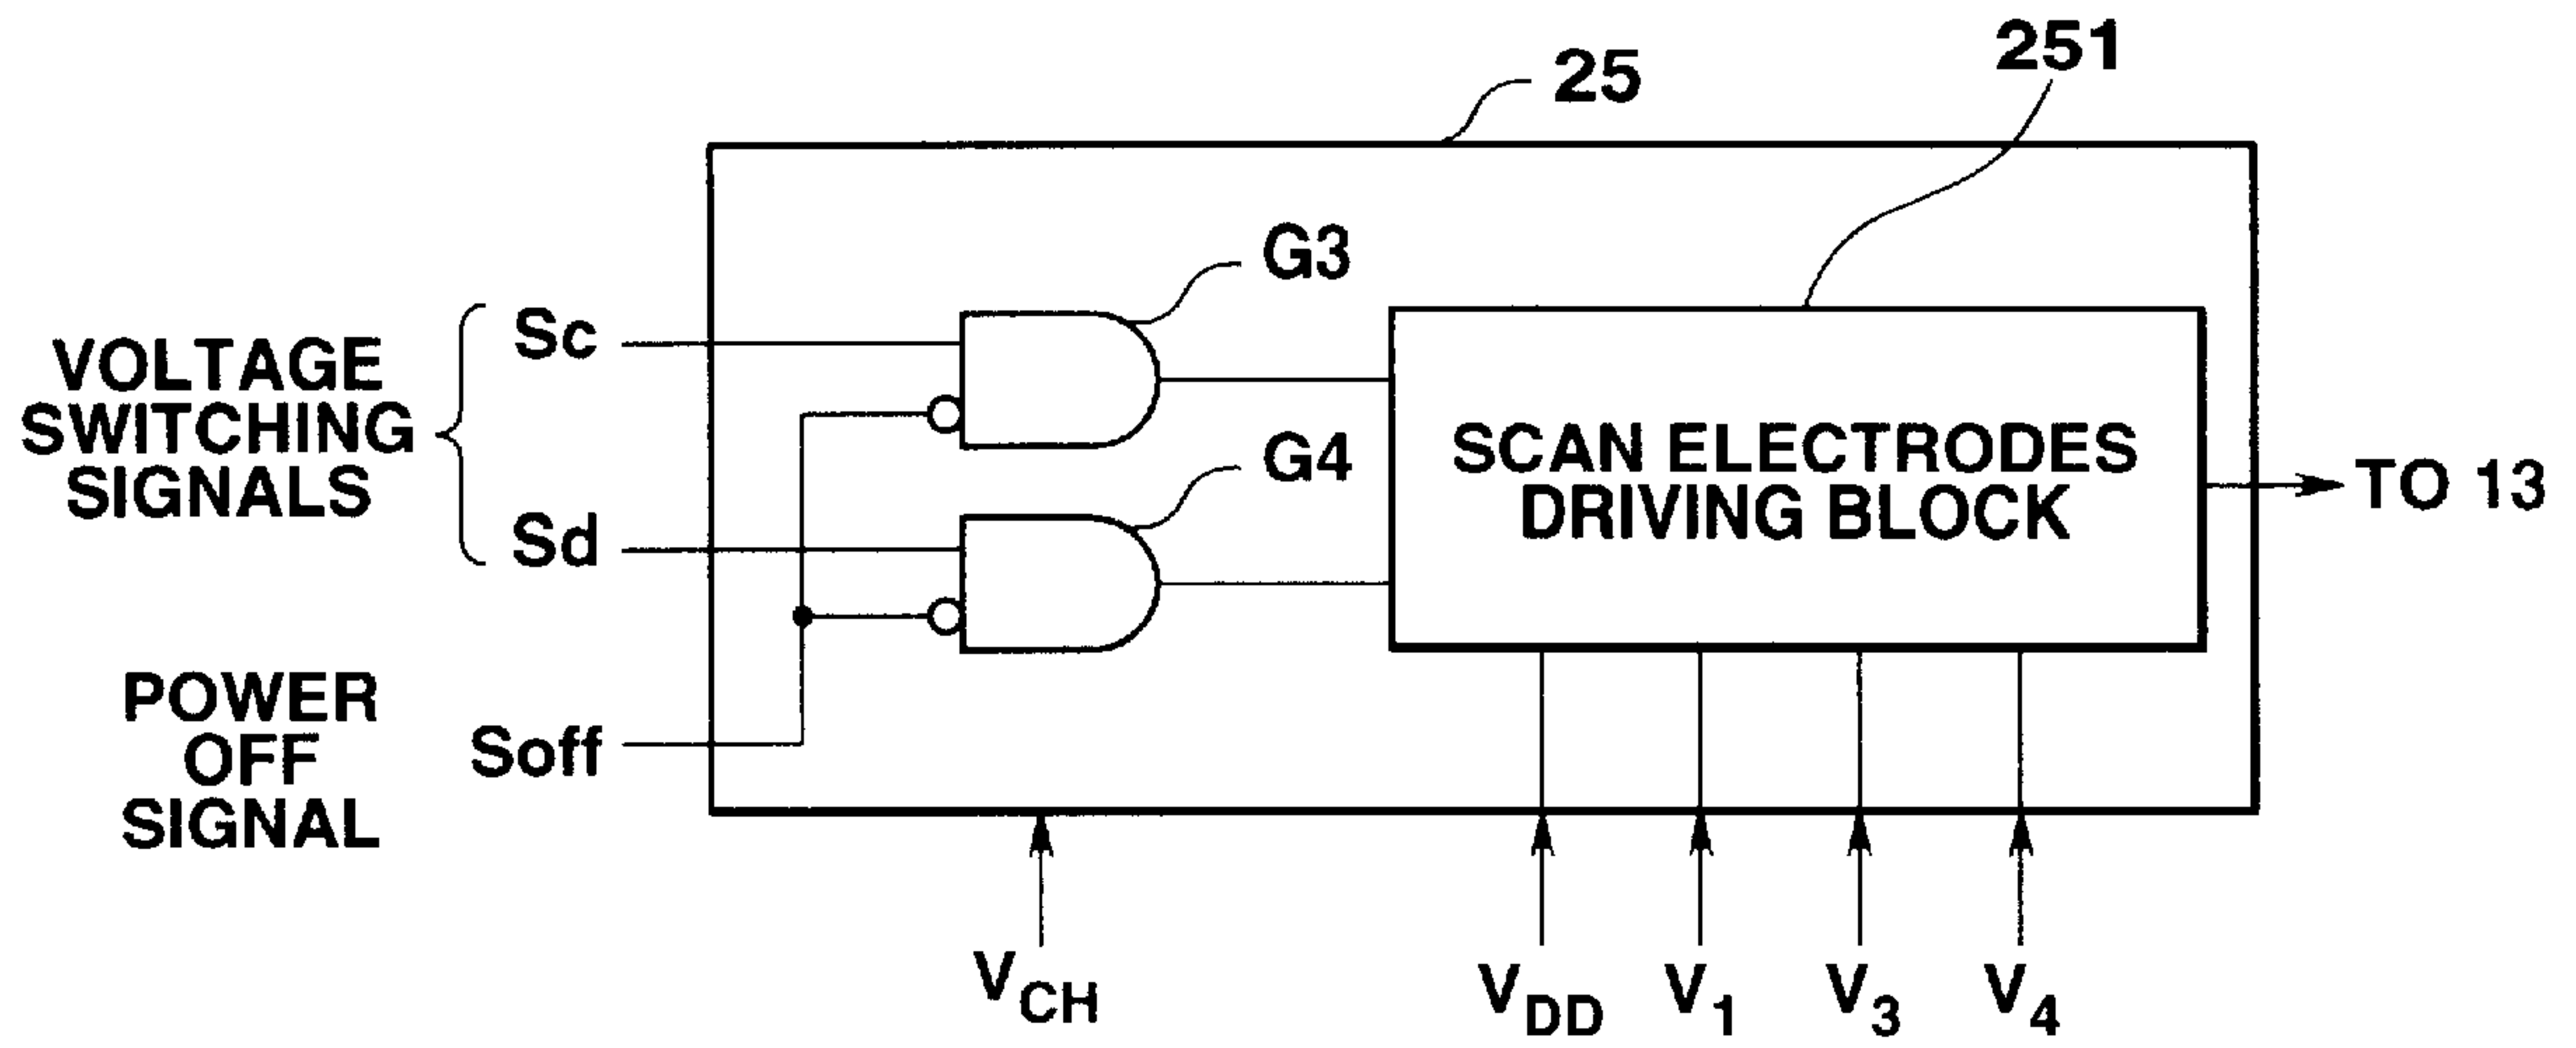 25
251
G3
Sc
VOLTAGE
SWITCHING
SIGNALS
G4
SCAN ELECTRODES
DRIVING BLOCK
TO 13
Sd
POWER
OFF
SIGNAL
Soff
VCH
VDD
V1
V3
V4